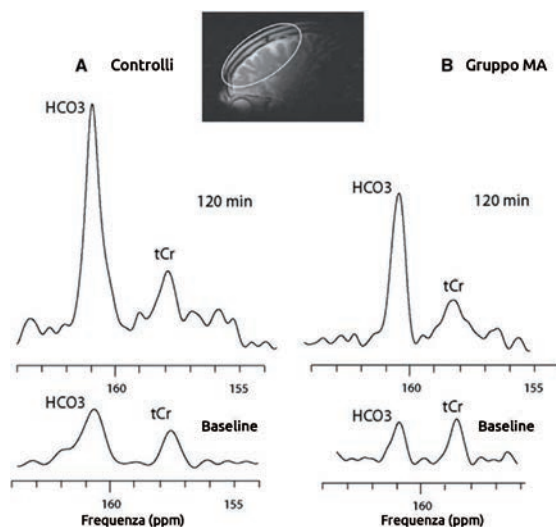 A Controlli
B Gruppo MA
HCO3
120 min
tCr
160
155
HCO3
120 min
tCr
160
155
HCO3
tCr
Baseline
160
155
Frequenza (ppm)
HCO3
tCr
Baseline
160
Frequenza (ppm)